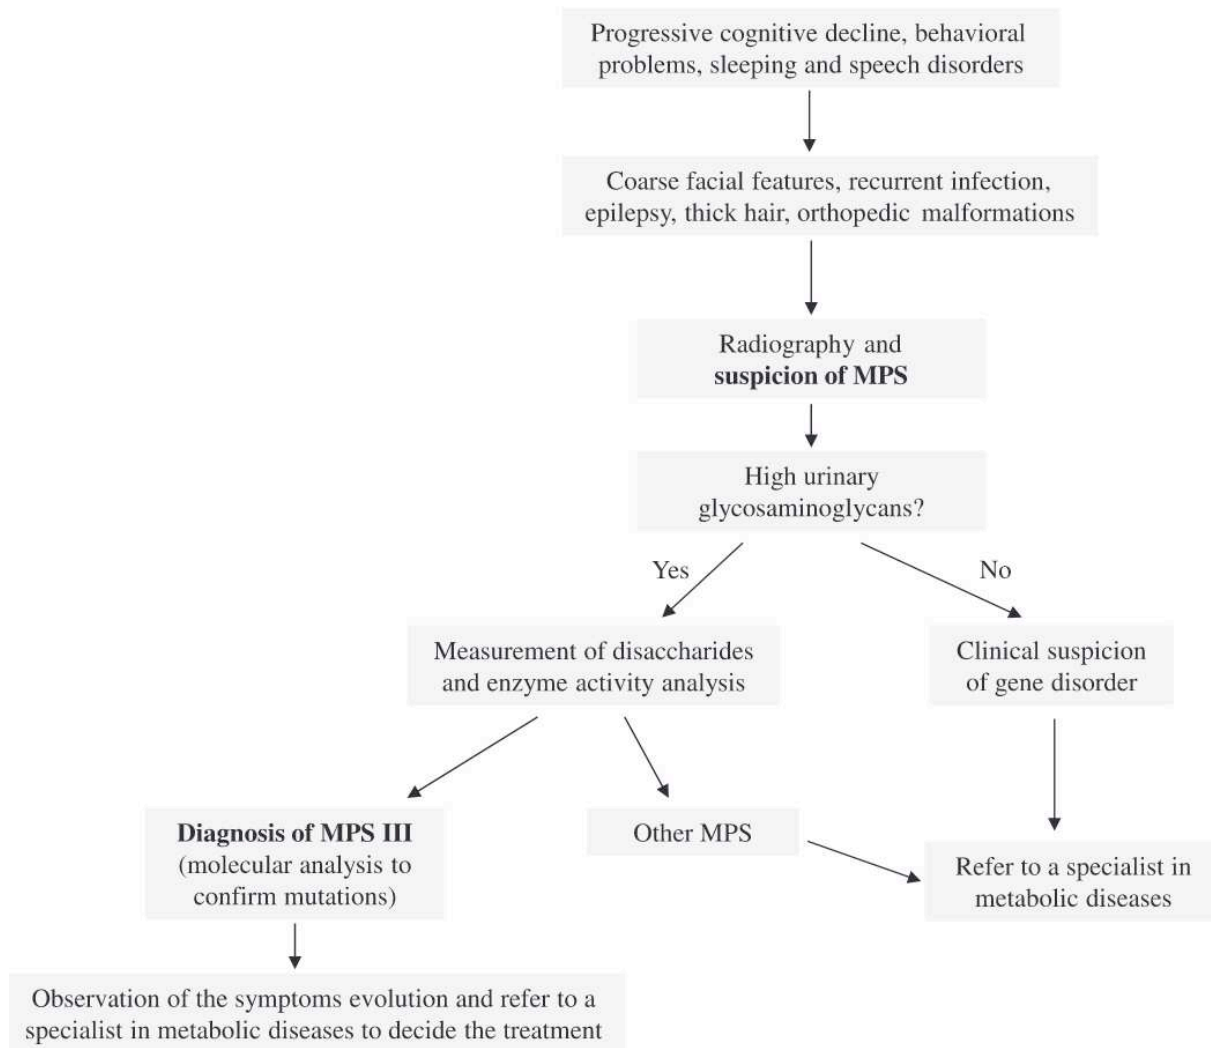 Progressive cognitive decline, behavioral
problems, sleeping and speech disorders
Coarse facial features, recurrent infection,
epilepsy, thick hair, orthopedic malformations
Radiography and
suspicion of MPS
High urinary
glycosaminoglycans?
Yes
No
Measurement of disaccharides
and enzyme activity analysis
Clinical suspicion
of gene disorder
Diagnosis of MPS III
(molecular analysis to
confirm mutations)
Other MPS
Refer to a specialist in
metabolic diseases
Observation of the symptoms evolution and refer to a
specialist in metabolic diseases to decide the treatment